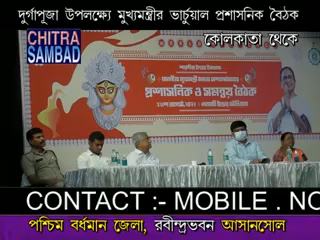 দুর্গাপূজা উপলক্ষ্যে মুখ্যমন্ত্রীর ভার্চুয়াল প্রশাসনিক বৈঠক
CHITRA
SAMBAD
কোলকাতা থেকে
প্রশাসনিক ও সমন্বয় বৈঠক
CONTACT :- MOBILE . NO
পশ্চিম বর্ধমান জেলা, রবীন্দ্রভবন আসানসোল